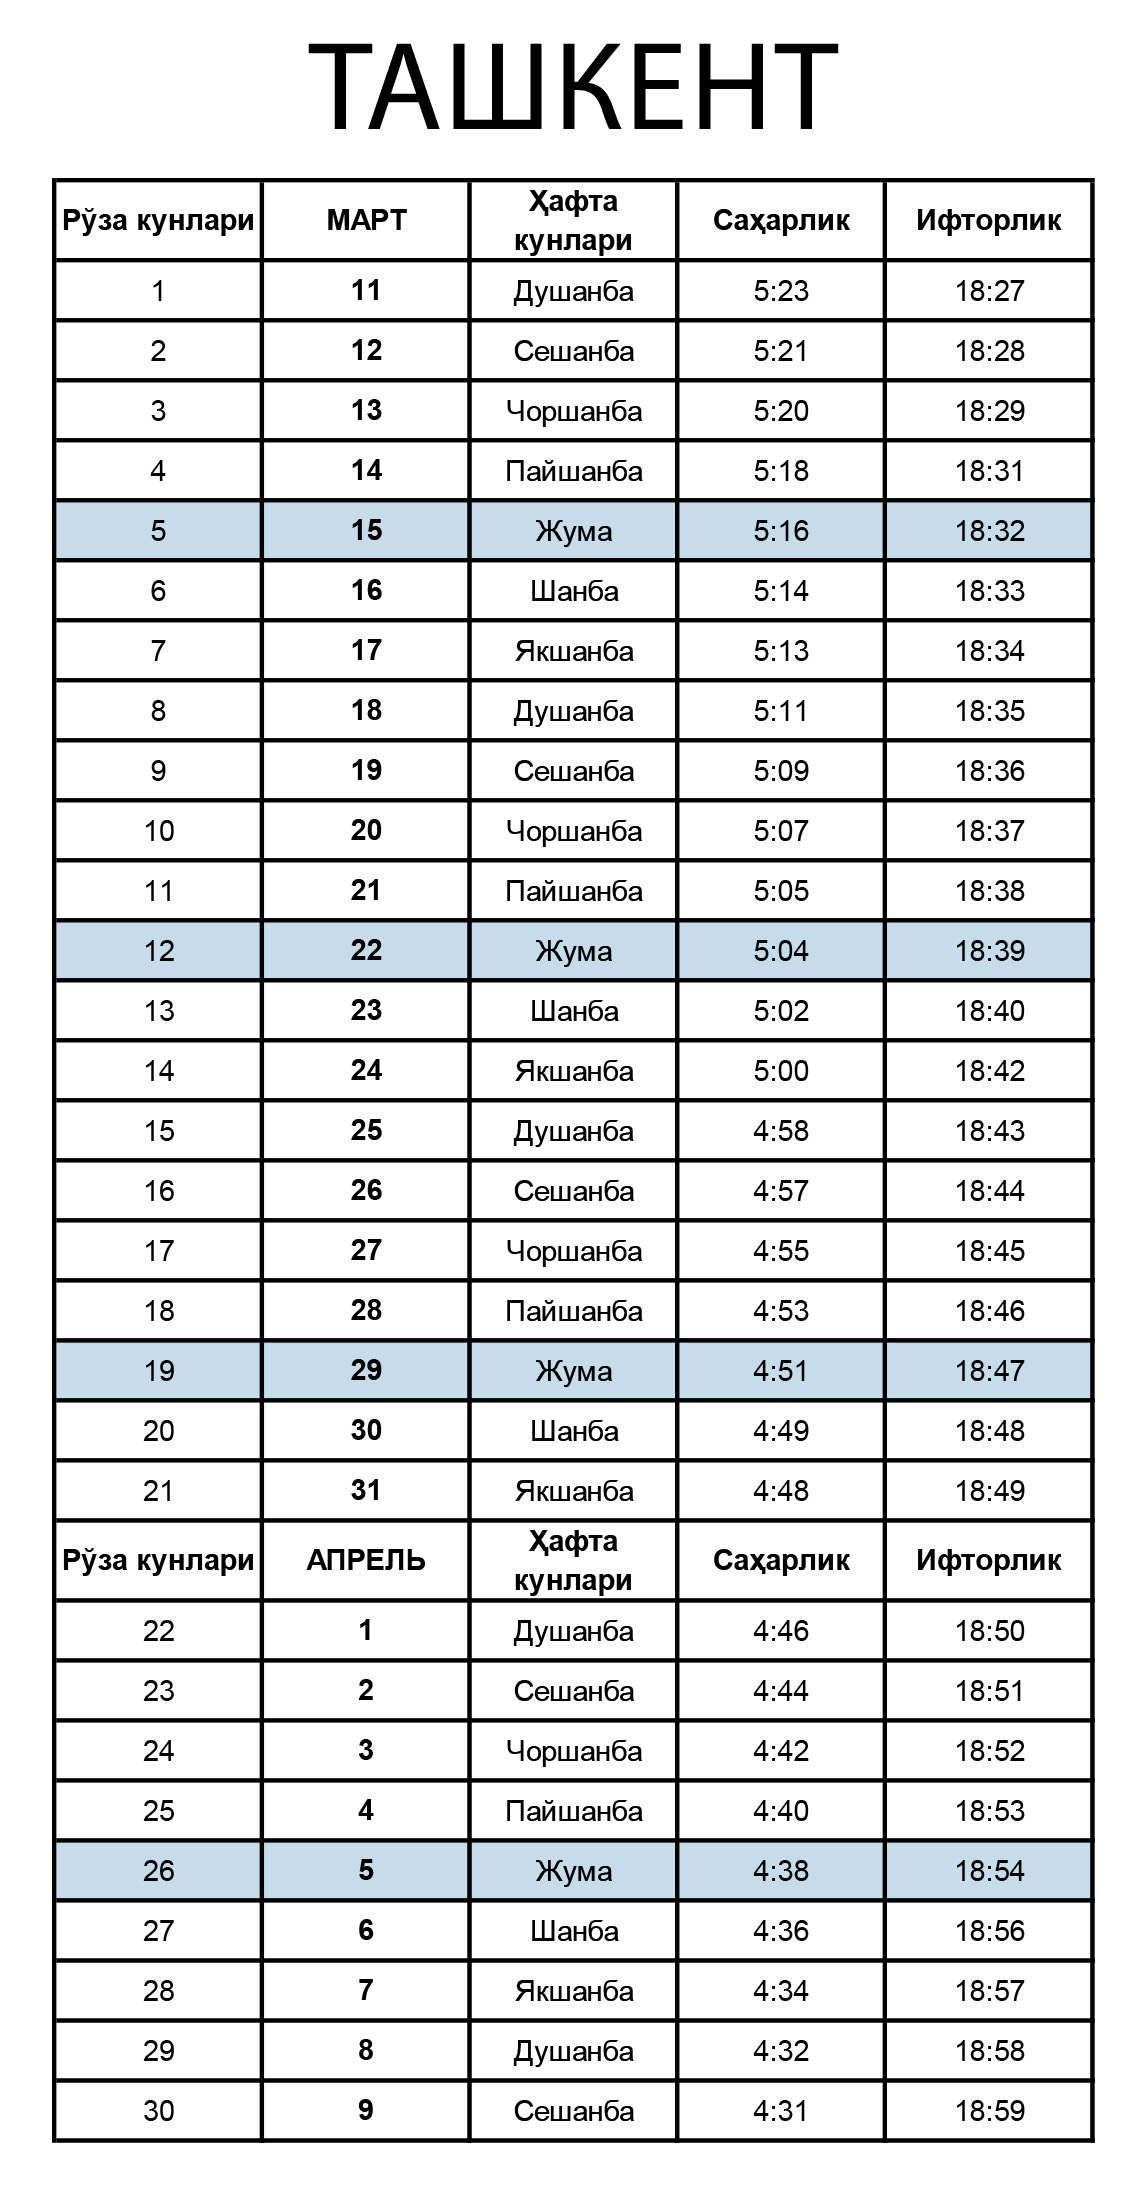 ТАШКЕНТ
Рўза кунлари МАРТ Ҳафта кунлари Саҳарлик Ифторлик
1 11 Душанба 5:23 18:27
2 12 Сешанба 5:21 18:28
3 13 Чоршанба 5:20 18:29
4 14 Пайшанба 5:18 18:31
5 15 Жума 5:16 18:32
6 16 Шанба 5:14 18:33
7 17 Якшанба 5:13 18:34
8 18 Душанба 5:11 18:35
9 19 Сешанба 5:09 18:36
10 20 Чоршанба 5:07 18:37
11 21 Пайшанба 5:05 18:38
12 22 Жума 5:04 18:39
13 23 Шанба 5:02 18:40
14 24 Якшанба 5:00 18:42
15 25 Душанба 4:58 18:43
16 26 Сешанба 4:57 18:44
17 27 Чоршанба 4:55 18:45
18 28 Пайшанба 4:53 18:46
19 29 Жума 4:51 18:47
20 30 Шанба 4:49 18:48
21 31 Якшанба 4:48 18:49
Рўза кунлари АПРЕЛЬ Ҳафта кунлари Саҳарлик Ифторлик
22 1 Душанба 4:46 18:50
23 2 Сешанба 4:44 18:51
24 3 Чоршанба 4:42 18:52
25 4 Пайшанба 4:40 18:53
26 5 Жума 4:38 18:54
27 6 Шанба 4:36 18:56
28 7 Якшанба 4:34 18:57
29 8 Душанба 4:32 18:58
30 9 Сешанба 4:31 18:59